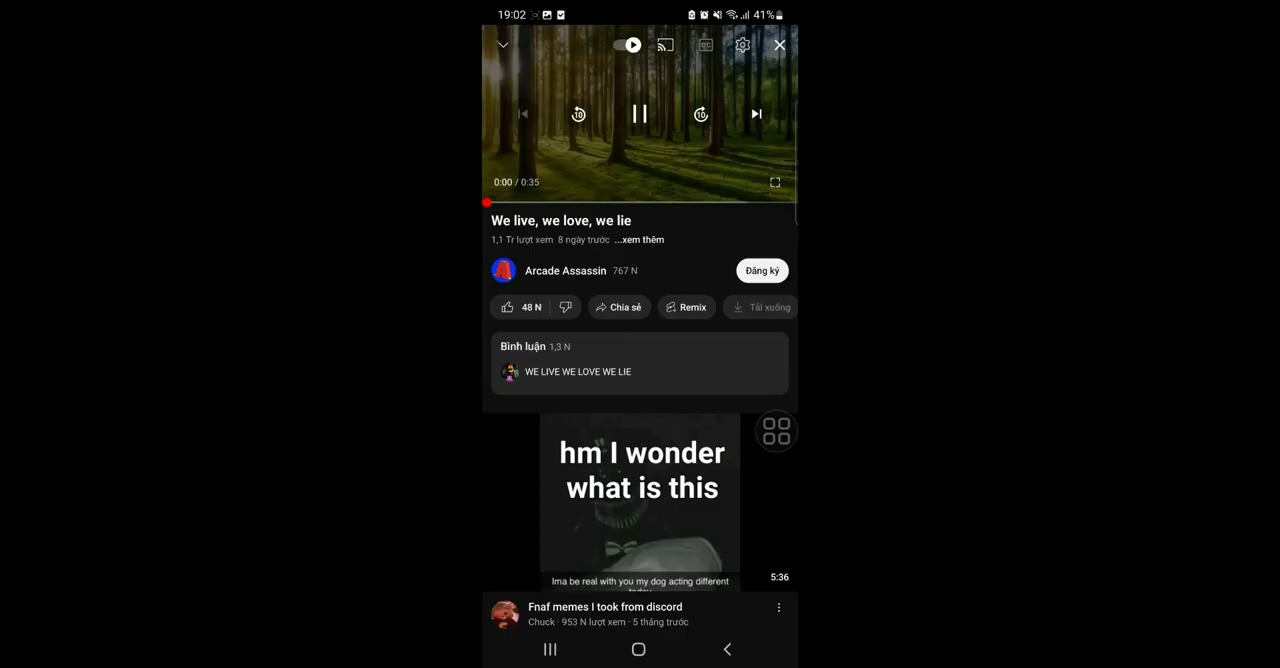 19:02
41%
0:00 / 0:35
We live, we love, we lie
1,1 Tr lượt xem 8 ngày trước ...xem thêm
Arcade Assassin 767 N
Đăng ký
48 N
Chia sẻ
Remix
Tải xuống
Bình luận 1,3 N
WE LIVE WE LOVE WE LIE
hm I wonder
what is this
Ima be real with you my dog acting different
today
5:36
Fnaf memes I took from discord
Chuck · 953 N lượt xem · 5 tháng trước